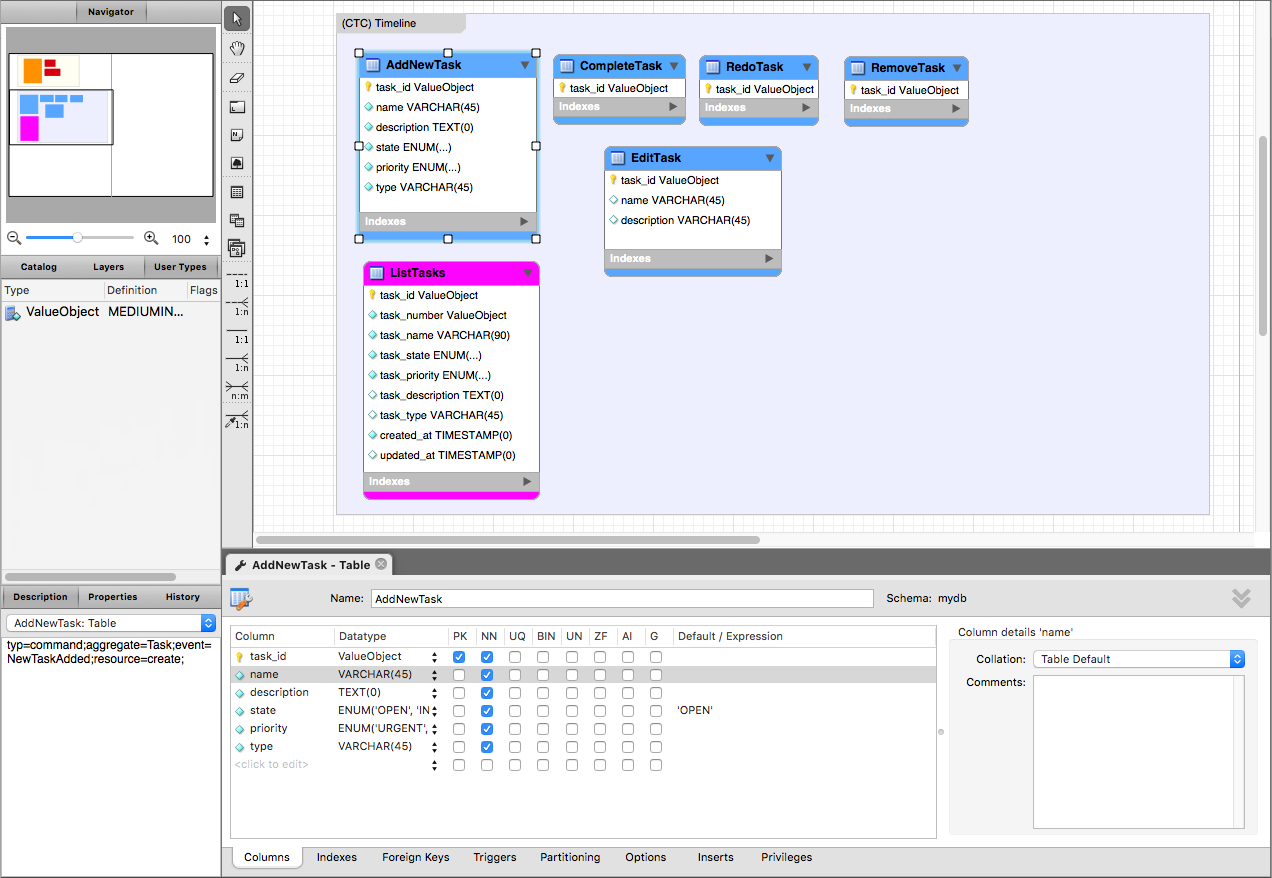 Navigator
100
Catalog Layers User Types
Type Definition Flags
ValueObject MEDIUMIN...
Description Properties History
AddNewTask: Table
typ=command;aggregate=Task;event=
NewTaskAdded;resource=create;
1:1
1:n
1:1
1:n
n:m
1:n
(CTC) Timeline
AddNewTask
task_id ValueObject
name VARCHAR(45)
description TEXT(0)
state ENUM(...)
priority ENUM(...)
type VARCHAR(45)
Indexes
CompleteTask
task_id ValueObject
Indexes
RedoTask
task_id ValueObject
Indexes
RemoveTask
task_id ValueObject
Indexes
EditTask
task_id ValueObject
name VARCHAR(45)
description VARCHAR(45)
Indexes
ListTasks
task_id ValueObject
task_number ValueObject
task_name VARCHAR(90)
task_state ENUM(...)
task_priority ENUM(...)
task_description TEXT(0)
task_type VARCHAR(45)
created_at TIMESTAMP(0)
updated_at TIMESTAMP(0)
Indexes
AddNewTask - Table
Name: AddNewTask Schema: mydb
Column Datatype PK NN UQ BIN UN ZF AI G Default / Expression
task_id ValueObject
name VARCHAR(45)
description TEXT(0)
state ENUM('OPEN', 'IN 'OPEN'
priority ENUM('URGENT',
type VARCHAR(45)
<click to edit>
Column details 'name'
Collation: Table Default
Comments:
Columns Indexes Foreign Keys Triggers Partitioning Options Inserts Privileges